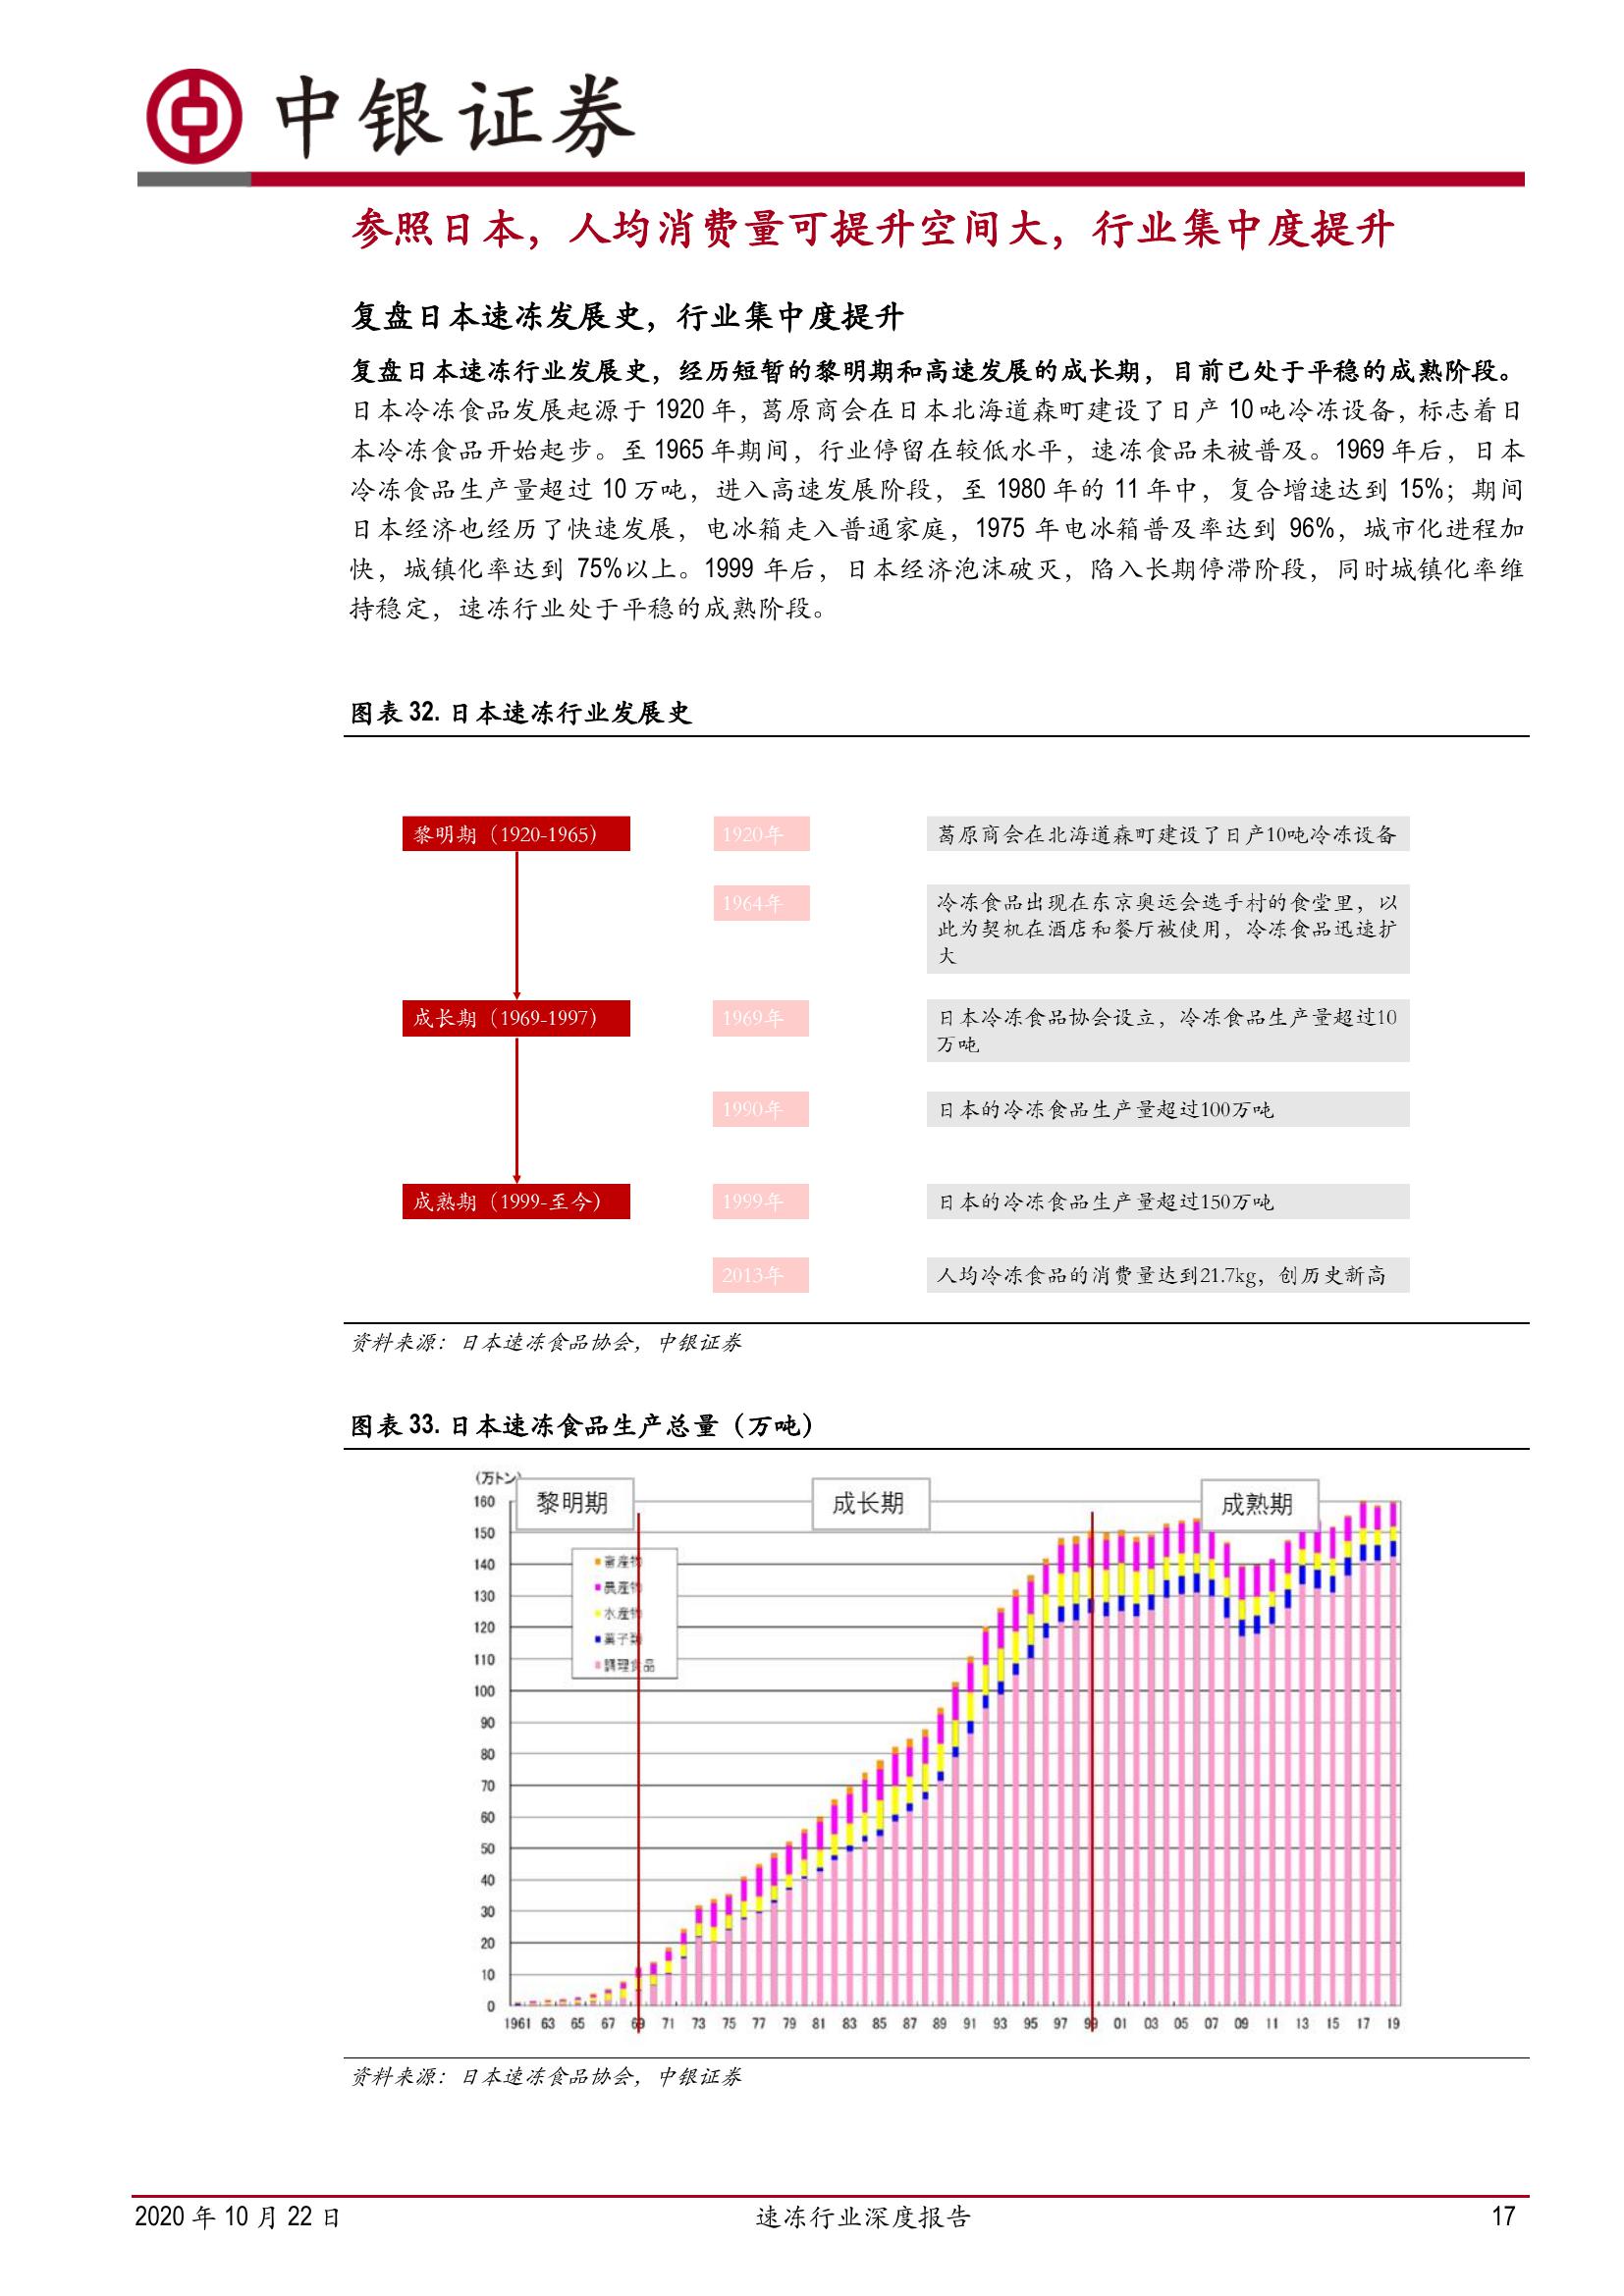 中银证券
参照日本，人均消费量可提升空间大，行业集中度提升
复盘日本速冻发展史，行业集中度提升
复盘日本速冻行业发展史，经历短暂的黎明期和高速发展的成长期，目前已处于平稳的成熟阶段。
日本冷冻食品发展起源于 1920 年，葛原商会在日本北海道森町建设了日产 10 吨冷冻设备，标志着日
本冷冻食品开始起步。至 1965 年期间，行业停留在较低水平，速冻食品未被普及。1969 年后，日本
冷冻食品生产量超过 10 万吨，进入高速发展阶段，至 1980 年的 11 年中，复合增速达到 15%；期间
日本经济也经历了快速发展，电冰箱走入普通家庭，1975 年电冰箱普及率达到 96%，城市化进程加
快，城镇化率达到 75%以上。1999 年后，日本经济泡沫破灭，陷入长期停滞阶段，同时城镇化率维
持稳定，速冻行业处于平稳的成熟阶段。
图表 32. 日本速冻行业发展史
黎明期（1920-1965）
1920年
葛原商会在北海道森町建设了日产10吨冷冻设备
1964年
冷冻食品出现在东京奥运会选手村的食堂里，以
此为契机在酒店和餐厅被使用，冷冻食品迅速扩
大
成长期（1969-1997）
1969年
日本冷冻食品协会设立，冷冻食品生产量超过10
万吨
1990年
日本的冷冻食品生产量超过100万吨
成熟期（1999-至今）
1999年
日本的冷冻食品生产量超过150万吨
2013年
人均冷冻食品的消费量达到21.7kg，创历史新高
资料来源：日本速冻食品协会，中银证券
图表 33. 日本速冻食品生产总量（万吨）
(万トン)
黎明期
成长期
成熟期
160
150
140
130
120
110
100
90
80
70
60
50
40
30
20
10
0
畜産物
農産物
水産物
菓子類
調理食品
1961 63 65 67 69 71 73 75 77 79 81 83 85 87 89 91 93 95 97 99 01 03 05 07 09 11 13 15 17 19
资料来源：日本速冻食品协会，中银证券
2020 年 10 月 22 日
速冻行业深度报告
17